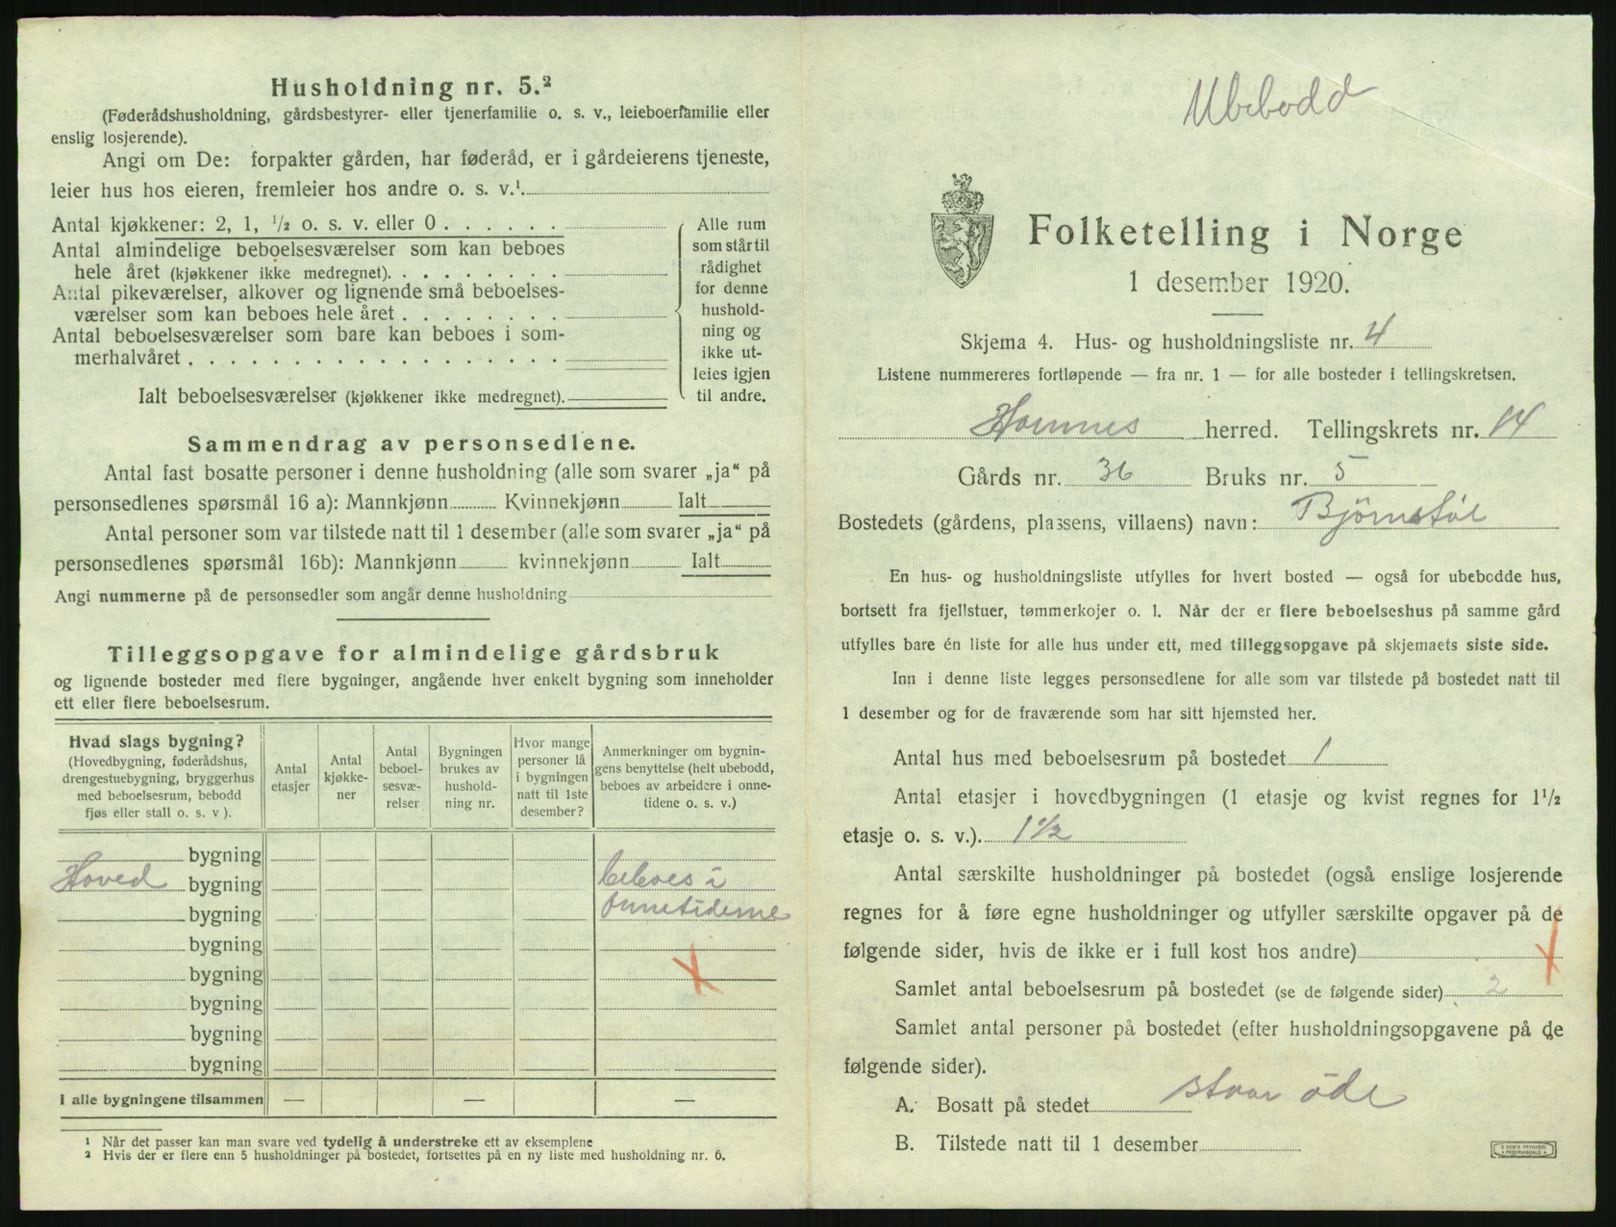 Husholdning nr. 5.²
(Føderådshusholdning, gårdsbestyrer- eller tjenerfamilie o. s. v., leieboerfamilie eller
enslig losjerende).
Angi om De: forpakter gården, har føderåd, er i gårdeierens tjeneste,
leier hus hos eieren, fremleier hos andre o. s. v.¹
Antal kjøkkener: 2, 1, ½ o. s. v. eller 0
Antal almindelige beboelsesværelser som kan beboes
hele året (kjøkkener ikke medregnet).
Antal pikeværelser, alkover og lignende små beboelses-
værelser som kan beboes hele året
Antal beboelsesværelser som bare kan beboes i som-
merhalvåret
Ialt beboelsesværelser (kjøkkener ikke medregnet).
Alle rum
som står til
rådighet
for denne
hushold-
ning og
ikke ut-
leies igjen
til andre.
Sammendrag av personsedlene.
Antal fast bosatte personer i denne husholdning (alle som svarer „ja“ på
personsedlenes spørsmål 16 a): Mannkjønn Kvinnekjønn Ialt
Antal personer som var tilstede natt til 1 desember (alle som svarer „ja“ på
personsedlenes spørsmål 16b): Mannkjønn kvinnekjønn Ialt
Angi nummerne på de personsedler som angår denne husholdning
Tilleggsopgave for almindelige gårdsbruk
og lignende bosteder med flere bygninger, angående hver enkelt bygning som inneholder
ett eller flere beboelsesrum.
Hvad slags bygning?
(Hovedbygning, føderådshus,
drengestuebygning, bryggerhus
med beboelsesrum, bebodd
fjøs eller stall o. s. v ).
Antal
etasjer
Antal
kjøkke-
ner
Antal
beboel-
sesvæ-
relser
Bygningen
brukes av
hushold-
ning nr.
Hvor mange
personer lå
i bygningen
natt til 1ste
desember?
Anmerkninger om bygnin-
gens benyttelse (helt ubebodd,
beboes av arbeidere i onne-
tidene o. s. v.)
bygning
Hoved bygning beboes i
bygning onnetiderne
bygning
bygning
bygning
bygning
bygning
I alle bygningene tilsammen — — —
¹ Når det passer kan man svare ved tydelig å understreke ett av eksemplene
² Hvis der er flere enn 5 husholdninger på bostedet, fortsettes på en ny liste med husholdning nr. 6.
Ubebodd
Folketelling i Norge
1 desember 1920.
Skjema 4. Hus- og husholdningsliste nr. 4
Listene nummereres fortløpende — fra nr. 1 — for alle bosteder i tellingskretsen.
Hornnes herred. Tellingskrets nr. 14
Gårds nr. 36 Bruks nr. 5
Bostedets (gårdens, plassens, villaens) navn: Bjørnstøl
En hus- og husholdningsliste utfylles for hvert bosted — også for ubebodde hus,
bortsett fra fjellstuer, tømmerkojer o. l. Når der er flere beboelseshus på samme gård
utfylles bare én liste for alle hus under ett, med tilleggsopgave på skjemaets siste side.
Inn i denne liste legges personsedlene for alle som var tilstede på bostedet natt til
1 desember og for de fraværende som har sitt hjemsted her.
Antal hus med beboelsesrum på bostedet 1
Antal etasjer i hovedbygningen (1 etasje og kvist regnes for 1½
etasje o. s. v.). 1½
Antal særskilte husholdninger på bostedet (også enslige losjerende
regnes for å føre egne husholdninger og utfyller særskilte opgaver på de
følgende sider, hvis de ikke er i full kost hos andre)
Samlet antal beboelsesrum på bostedet (se de følgende sider) 2
Samlet antal personer på bostedet (efter husholdningsopgavene på de
følgende sider).
A. Bosatt på stedet staar öde
B. Tilstede natt til 1 desember